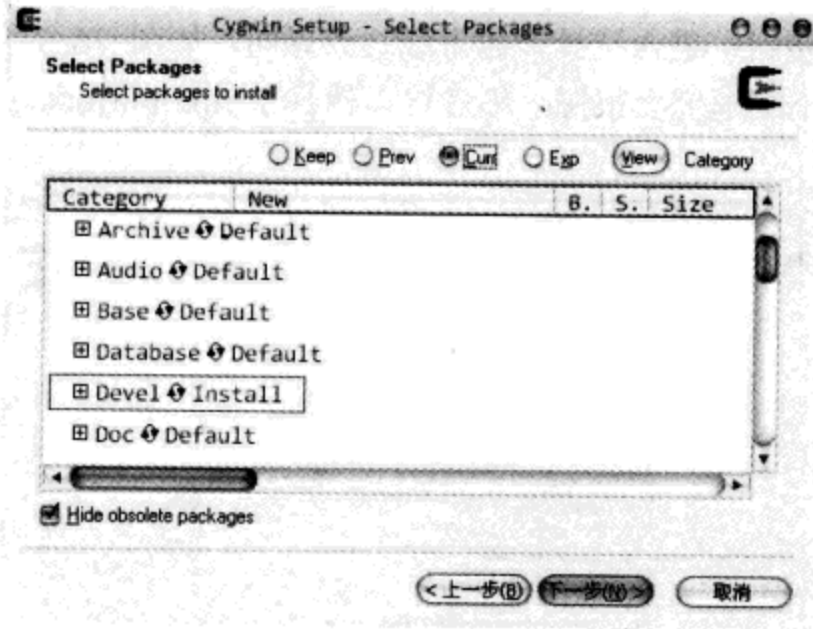 Cygwin Setup - Select Packages
Select Packages
Select packages to install
Keep Prev Curr Exp View Category
Category New B. S. Size
Archive Default
Audio Default
Base Default
Database Default
Devel Install
Doc Default
Hide obsolete packages
<上一步(B) 下一步(N)> 取消